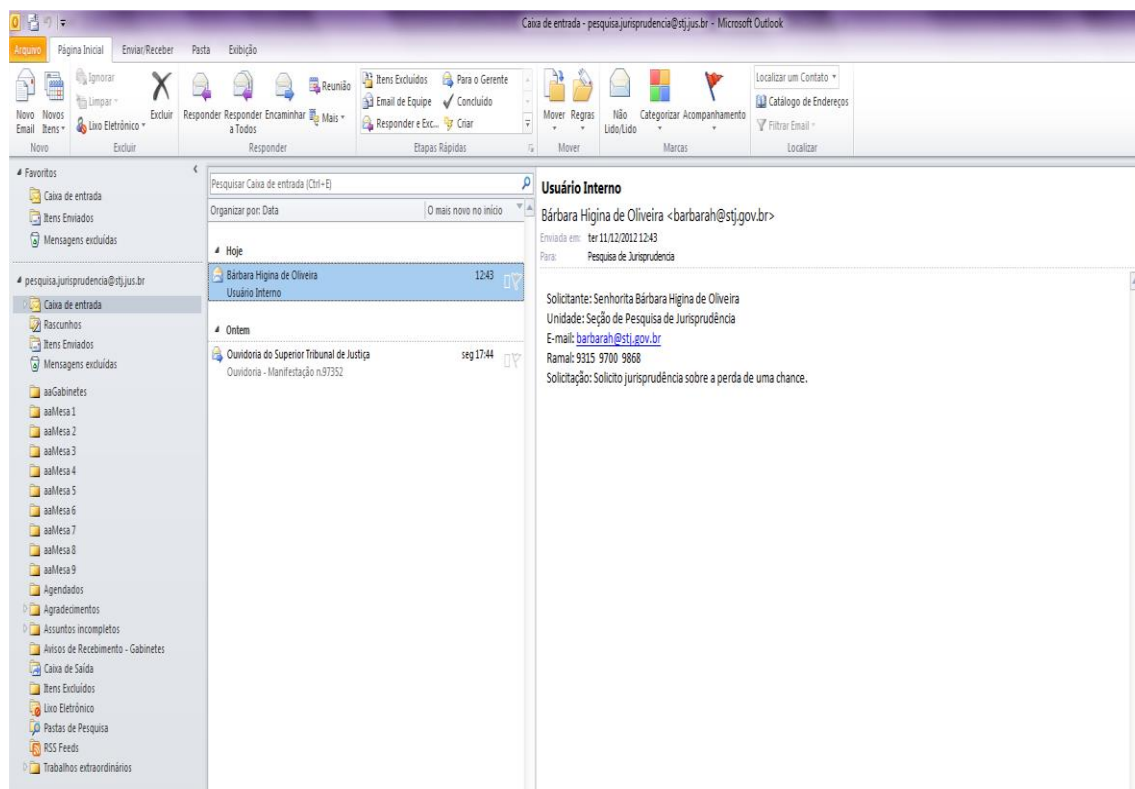 Caixa de entrada - pesquisa.jurisprudencia@stj.jus.br - Microsoft Outlook
Arquivo Página Inicial Enviar/Receber Pasta Exibição
Novo Email
Novos Itens
Novo
Ignorar
Limpar
Lixo Eletrônico
Excluir
Excluir
Responder
Responder a Todos
Encaminhar
Reunião
Mais
Responder
Itens Excluídos
Email de Equipe
Responder e Exc...
Para o Gerente
Concluído
Criar
Etapas Rápidas
Mover
Regras
Mover
Não Lido/Lido
Categorizar
Acompanhamento
Marcas
Localizar um Contato
Catálogo de Endereços
Filtrar Email
Localizar
Favoritos
Caixa de entrada
Itens Enviados
Mensagens excluídas
pesquisa.jurisprudencia@stj.jus.br
Caixa de entrada
Rascunhos
Itens Enviados
Mensagens excluídas
aaGabinetes
aaMesa 1
aaMesa 2
aaMesa 3
aaMesa 4
aaMesa 5
aaMesa 6
aaMesa 7
aaMesa 8
aaMesa 9
Agendados
Agradecimentos
Assuntos incompletos
Avisos de Recebimento - Gabinetes
Caixa de Saída
Itens Excluídos
Lixo Eletrônico
Pastas de Pesquisa
RSS Feeds
Trabalhos extraordinários
Pesquisar Caixa de entrada (Ctrl+E)
Organizar por: Data O mais novo no início
Hoje
Bárbara Higina de Oliveira 12:43
Usuário Interno
Ontem
Ouvidoria do Superior Tribunal de Justiça seg 17:44
Ouvidoria - Manifestação n.97352
Usuário Interno
Bárbara Higina de Oliveira <barbarah@stj.gov.br>
Enviada em: ter 11/12/2012 12:43
Para: Pesquisa de Jurisprudencia
Solicitante: Senhorita Bárbara Higina de Oliveira
Unidade: Seção de Pesquisa de Jurisprudência
E-mail: barbarah@stj.gov.br
Ramal: 9315 9700 9868
Solicitação: Solicito jurisprudência sobre a perda de uma chance.